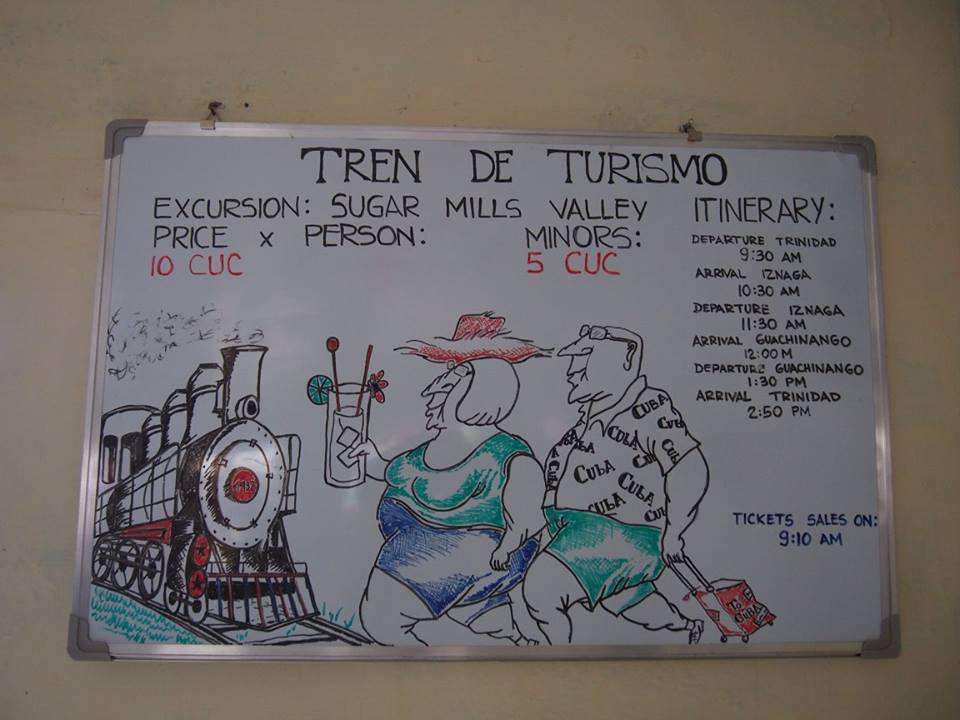 TREN DE TURISMO
EXCURSION: SUGAR MILLS VALLEY
PRICE x PERSON: MINORS:
10 CUC 5 CUC
ITINERARY:
DEPARTURE TRINIDAD
9:30 AM
ARRIVAL IZNAGA
10:30 AM
DEPARTURE IZNAGA
11:30 AM
ARRIVAL GUACHINANGO
12:00 M
DEPARTURE GUACHINANGO
1:30 PM
ARRIVAL TRINIDAD
2:50 PM
TICKETS SALES ON:
9:10 AM
CUBA
CUBA
CUBA
CUBA
CUBA
CUBA
CUBA